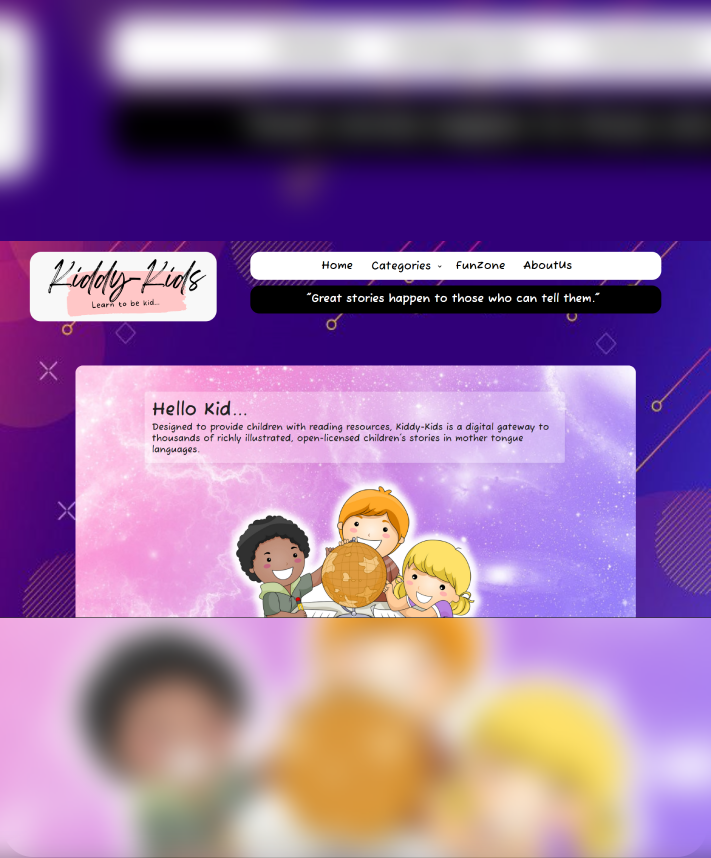 Kiddy-Kids
Learn to be kid...
Home Categories FunZone AboutUs
"Great stories happen to those who can tell them."
Hello Kid...
Designed to provide children with reading resources, Kiddy-Kids is a digital gateway to
thousands of richly illustrated, open-licensed children's stories in mother tongue
languages.